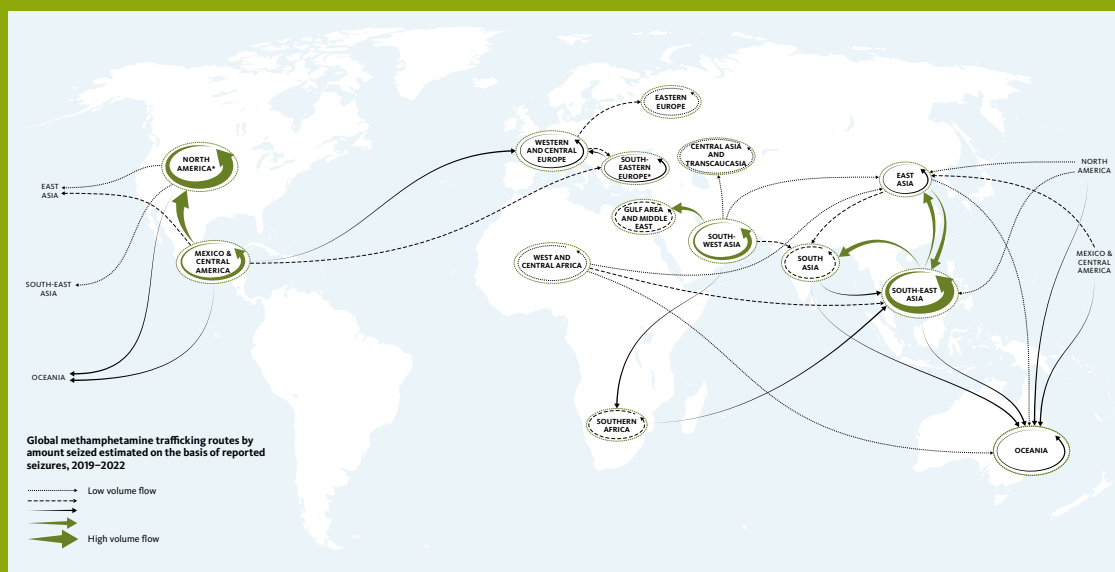 EASTERN
EUROPE
WESTERN
AND CENTRAL
EUROPE
SOUTH-
EASTERN
EUROPE*
CENTRAL ASIA
AND
TRANSCAUCASIA
NORTH
AMERICA*
EAST
ASIA
EAST
ASIA
NORTH
AMERICA
GULF AREA
AND MIDDLE
EAST
SOUTH-
WEST ASIA
MEXICO &
CENTRAL
AMERICA
WEST AND
CENTRAL AFRICA
SOUTH
ASIA
MEXICO &
CENTRAL
AMERICA
SOUTH-EAST
ASIA
SOUTH-EAST
ASIA
OCEANIA
SOUTHERN
AFRICA
OCEANIA
Global methamphetamine trafficking routes by
amount seized estimated on the basis of reported
seizures, 2019–2022
Low volume flow
High volume flow